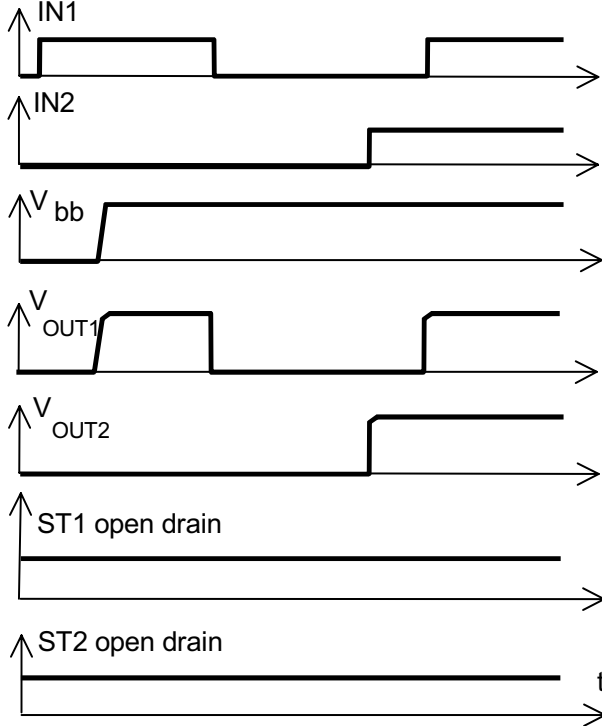 IN1
IN2
V bb
V OUT1
V OUT2
ST1 open drain
ST2 open drain
t